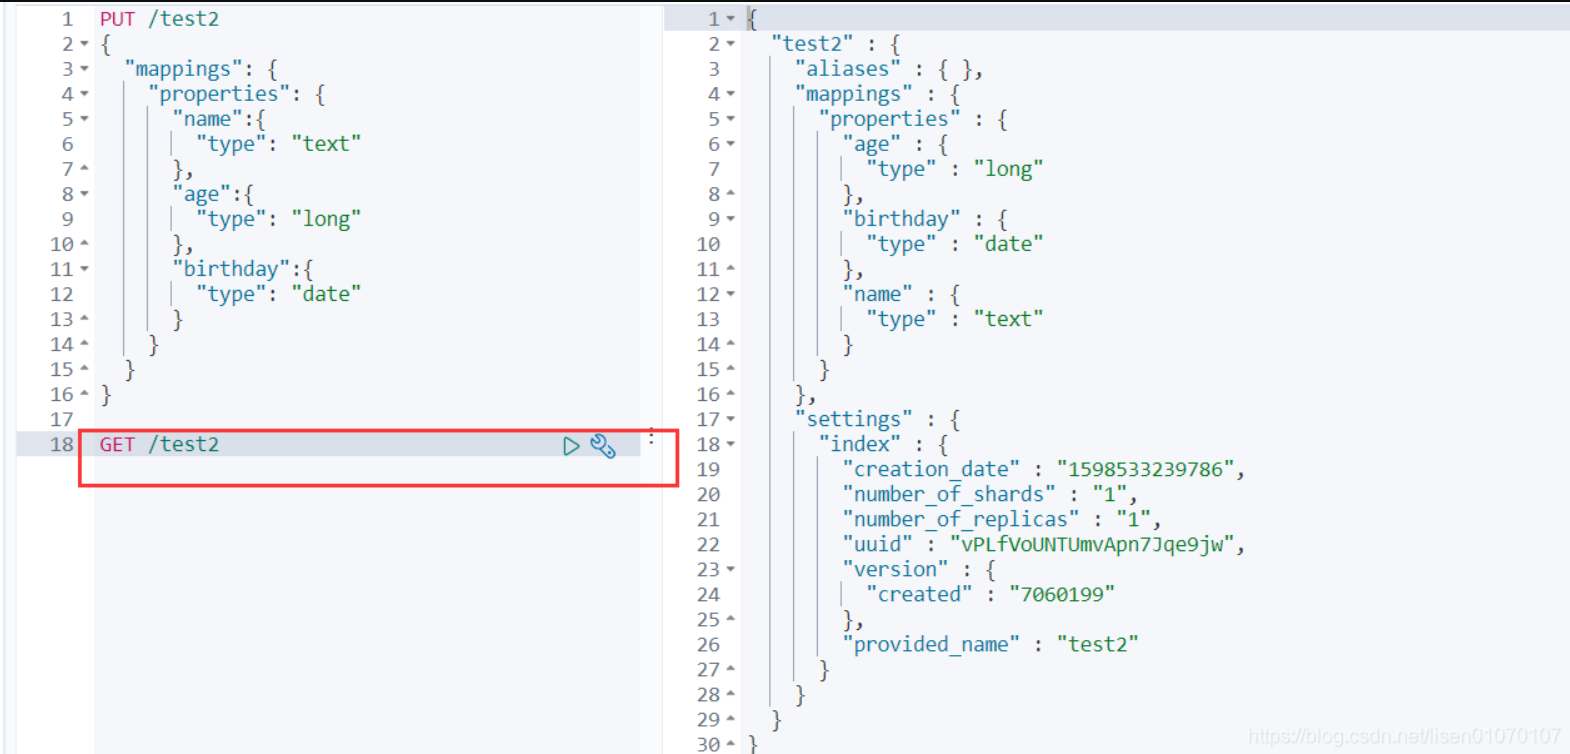 1 PUT /test2
2 {
3 "mappings": {
4 "properties": {
5 "name":{
6 "type": "text"
7 },
8 "age":{
9 "type": "long"
10 },
11 "birthday":{
12 "type": "date"
13 }
14 }
15 }
16 }
17
18 GET /test2
1 {
2 "test2" : {
3 "aliases" : { },
4 "mappings" : {
5 "properties" : {
6 "age" : {
7 "type" : "long"
8 },
9 "birthday" : {
10 "type" : "date"
11 },
12 "name" : {
13 "type" : "text"
14 }
15 }
16 },
17 "settings" : {
18 "index" : {
19 "creation_date" : "1598533239786",
20 "number_of_shards" : "1",
21 "number_of_replicas" : "1",
22 "uuid" : "vPLfVoUNTUmvApn7Jqe9jw",
23 "version" : {
24 "created" : "7060199"
25 },
26 "provided_name" : "test2"
27 }
28 }
29 }
30 }
https://blog.csdn.net/lisen01070107